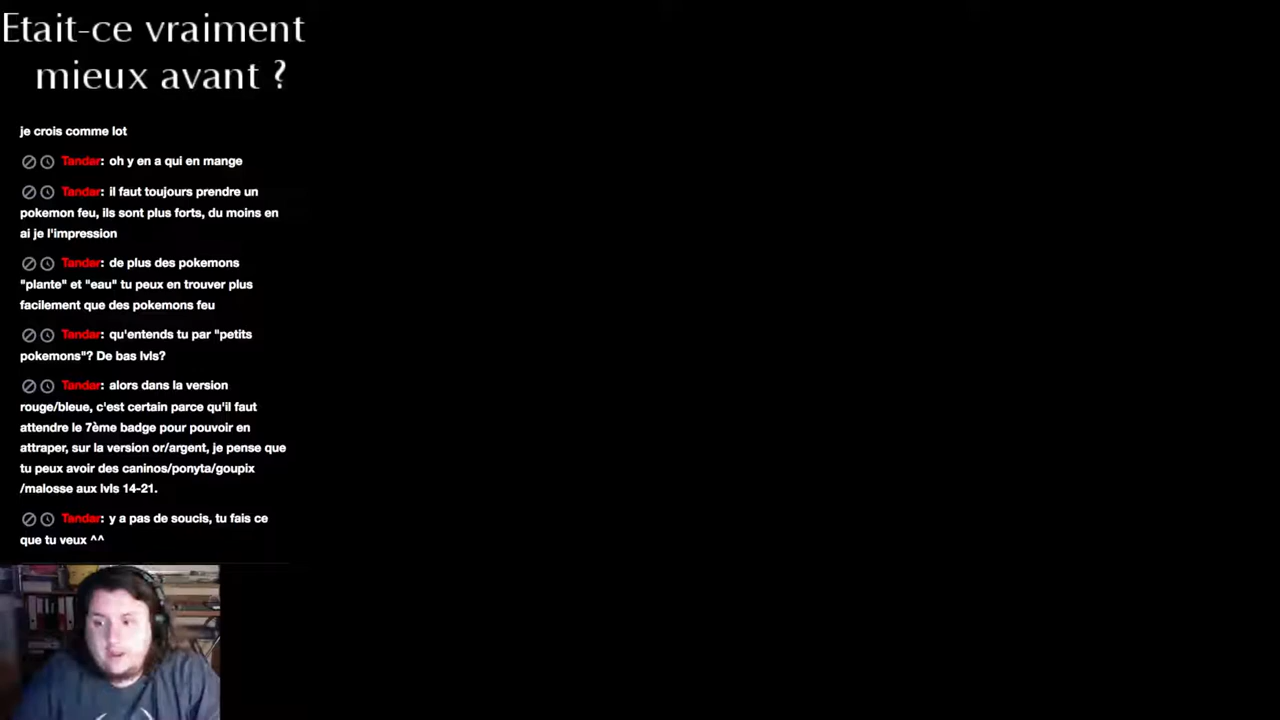 Etait-ce vraiment
mieux avant ?
je crois comme lot
Tandar: oh y en a qui en mange
Tandar: il faut toujours prendre un
pokemon feu, ils sont plus forts, du moins en
ai je l'impression
Tandar: de plus des pokemons
"plante" et "eau" tu peux en trouver plus
facilement que des pokemons feu
Tandar: qu'entends tu par "petits
pokemons"? De bas lvls?
Tandar: alors dans la version
rouge/bleue, c'est certain parce qu'il faut
attendre le 7ème badge pour pouvoir en
attraper, sur la version or/argent, je pense que
tu peux avoir des caninos/ponyta/goupix
/malosse aux lvls 14-21.
Tandar: y a pas de soucis, tu fais ce
que tu veux ^^